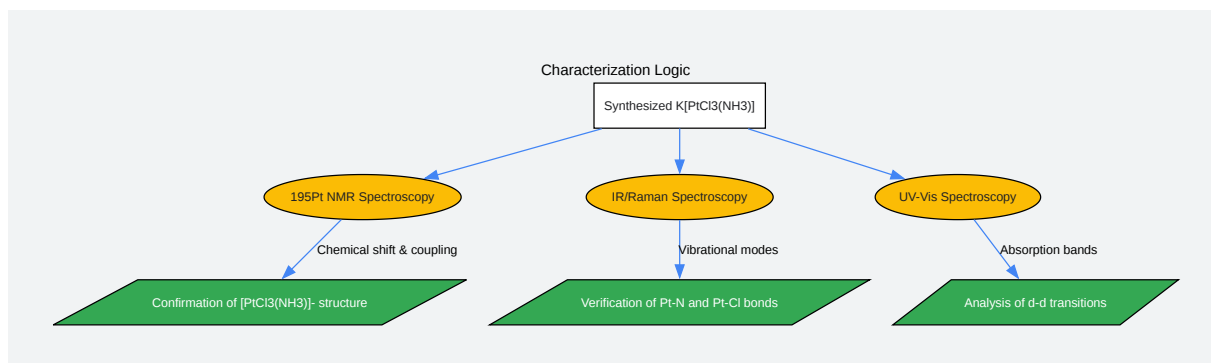 Characterization Logic
Synthesized K[PtCl3(NH3)]
195Pt NMR Spectroscopy
IR/Raman Spectroscopy
UV-Vis Spectroscopy
Chemical shift & coupling
Vibrational modes
Absorption bands
Confirmation of [PtCl3(NH3)]- structure
Verification of Pt-N and Pt-Cl bonds
Analysis of d-d transitions